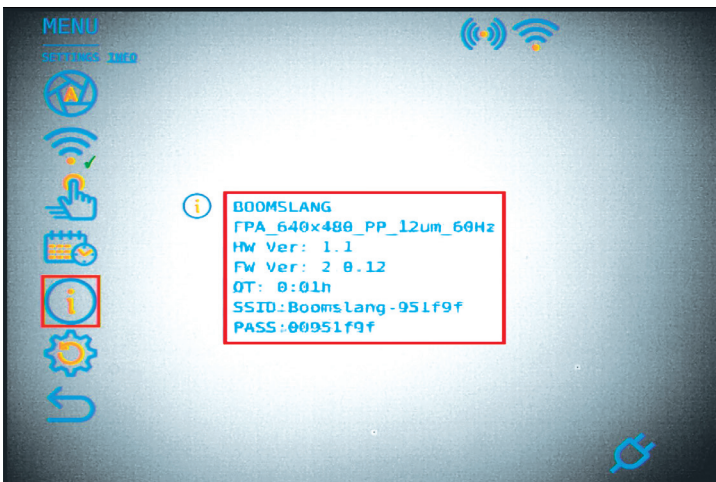 MENU
SETTINGS INFO
A
i
BOOMSLANG
FPA_640x480_PP_12um_60Hz
HW Ver: 1.1
FW Ver: 2 0.12
OT: 0:01h
SSID:Boomslang-951f9f
PASS:00951f9f
i